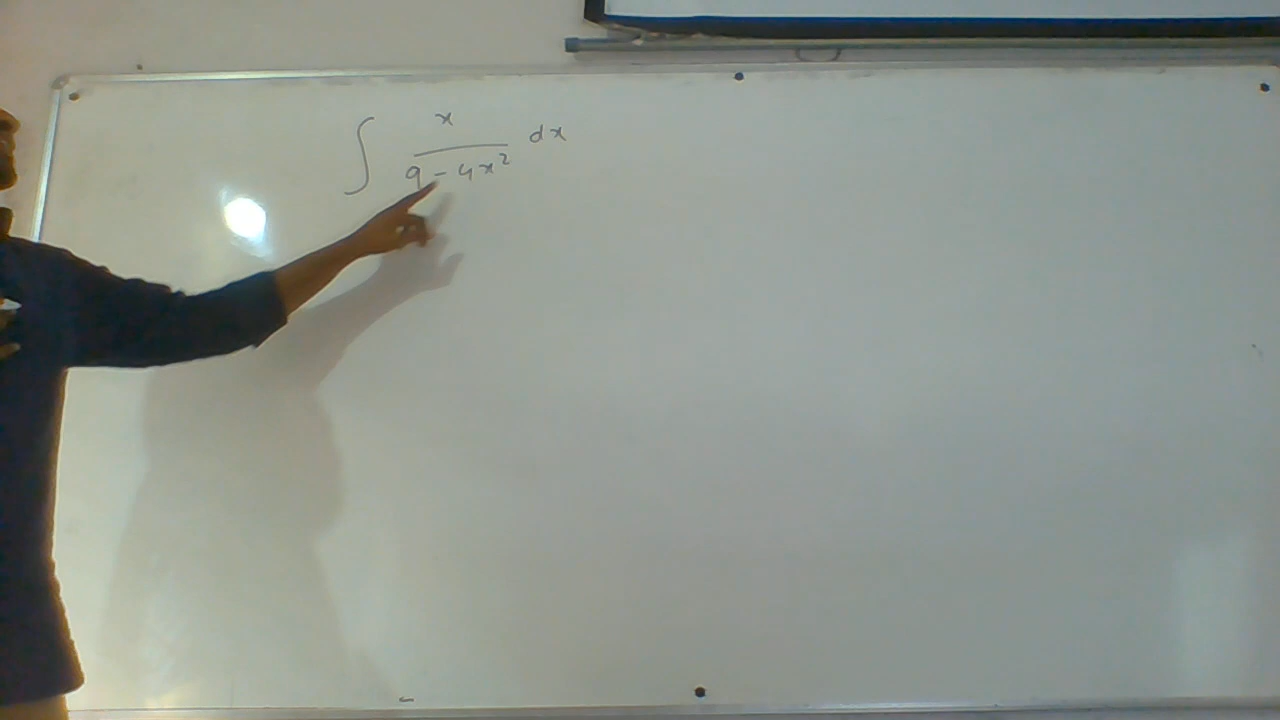 ∫ x / (9 - 4x²) dx